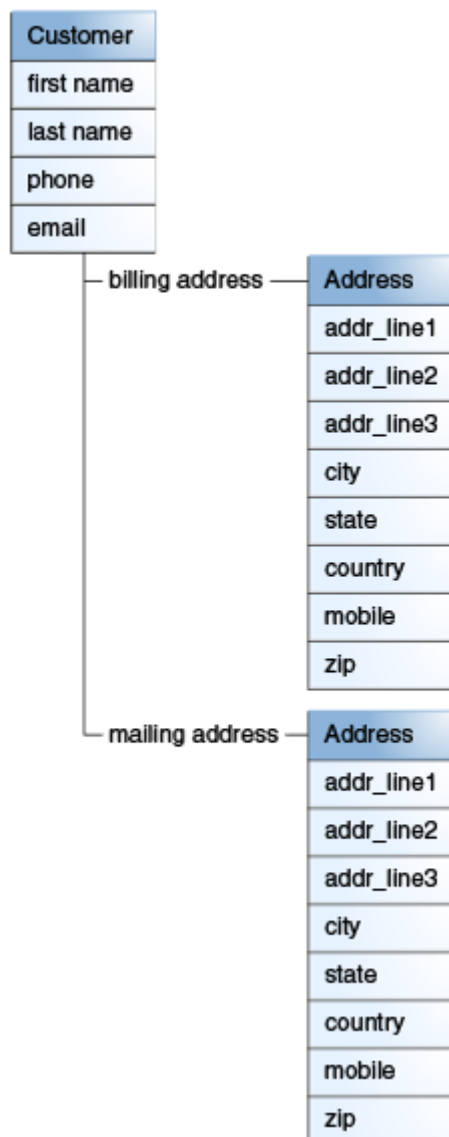 Customer
first name
last name
phone
email
billing address
Address
addr_line1
addr_line2
addr_line3
city
state
country
mobile
zip
mailing address
Address
addr_line1
addr_line2
addr_line3
city
state
country
mobile
zip